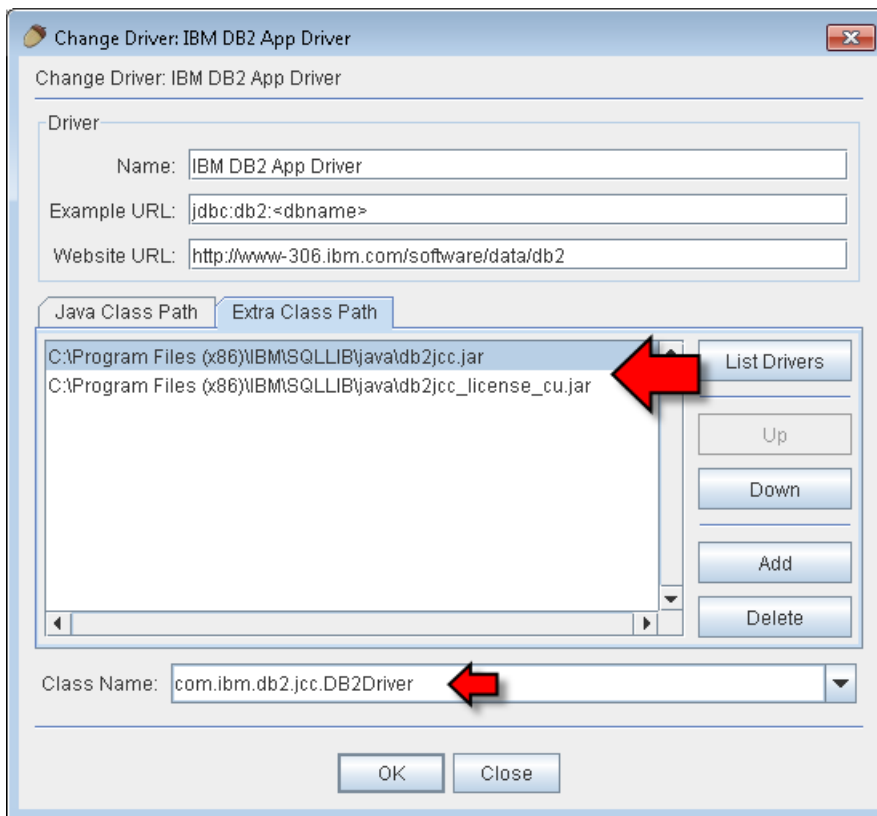 Change Driver: IBM DB2 App Driver
Change Driver: IBM DB2 App Driver
Driver
Name: IBM DB2 App Driver
Example URL: jdbc:db2:<dbname>
Website URL: http://www-306.ibm.com/software/data/db2
Java Class Path Extra Class Path
C:\Program Files (x86)\IBM\SQLLIB\java\db2jcc.jar
C:\Program Files (x86)\IBM\SQLLIB\java\db2jcc_license_cu.jar
List Drivers
Up
Down
Add
Delete
Class Name: com.ibm.db2.jcc.DB2Driver
OK Close